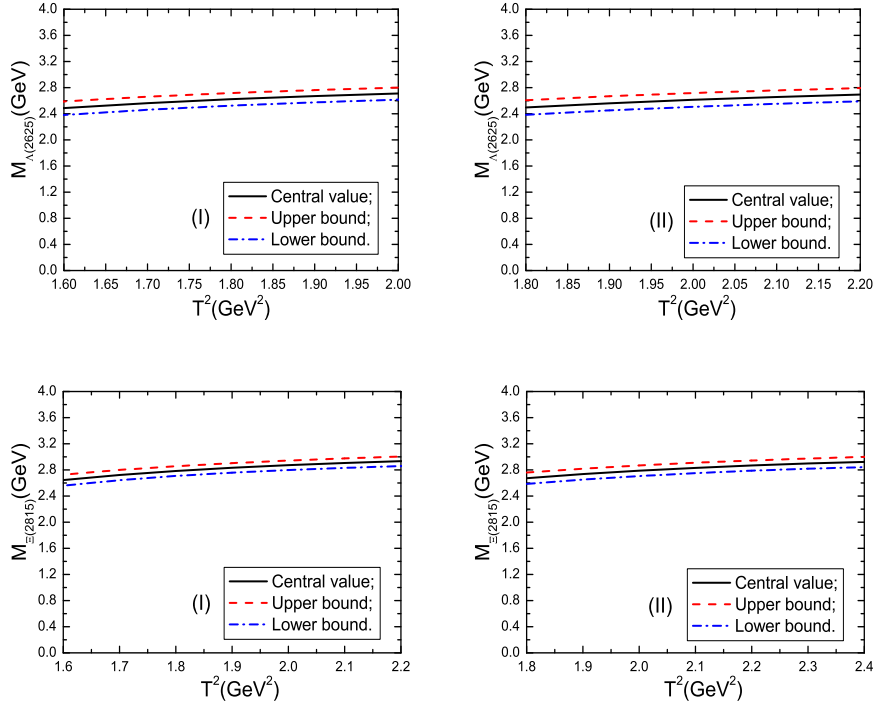 4.0
3.6
3.2
2.8
2.4
2.0
1.6
1.2
0.8
0.4
0.0
M_Λ(2625)(GeV)
(I)
Central value;
Upper bound;
Lower bound.
1.60 1.65 1.70 1.75 1.80 1.85 1.90 1.95 2.00
T²(GeV²)
4.0
3.6
3.2
2.8
2.4
2.0
1.6
1.2
0.8
0.4
0.0
M_Λ(2625)(GeV)
(II)
Central value;
Upper bound;
Lower bound.
1.80 1.85 1.90 1.95 2.00 2.05 2.10 2.15 2.20
T²(GeV²)
4.0
3.6
3.2
2.8
2.4
2.0
1.6
1.2
0.8
0.4
0.0
M_Ξ(2815)(GeV)
(I)
Central value;
Upper bound;
Lower bound.
1.6 1.7 1.8 1.9 2.0 2.1 2.2
T²(GeV²)
4.0
3.6
3.2
2.8
2.4
2.0
1.6
1.2
0.8
0.4
0.0
M_Ξ(2815)(GeV)
(II)
Central value;
Upper bound;
Lower bound.
1.8 1.9 2.0 2.1 2.2 2.3 2.4
T²(GeV²)